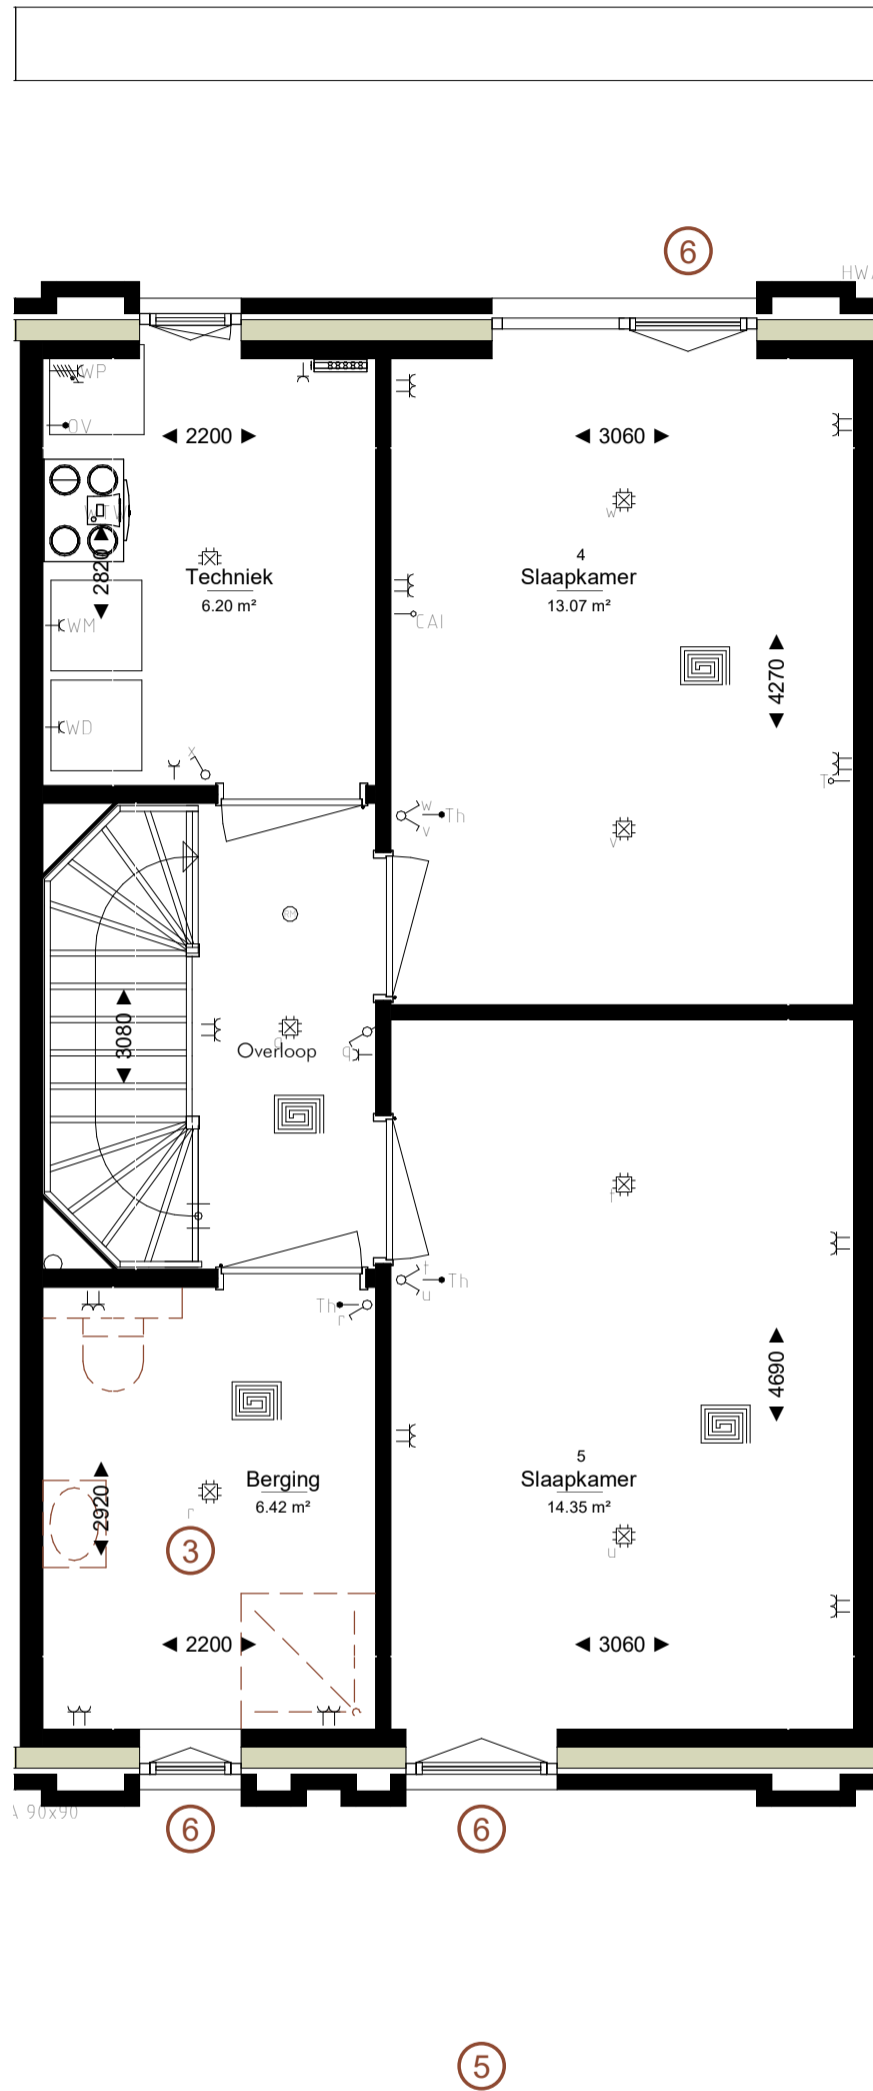 6
HW
WP
OV
2200
3060
w
4
Techniek
Slaapkamer
6.20 m²
13.07 m²
2820
CAI
WM
4270
WD
x
T
w
Th
v
v
3080
Overloop
q
f
t
Th
u
Th
r
4690
5
Berging
Slaapkamer
6.42 m²
14.35 m²
2920
r
3
u
2200
3060
A 90x90
6
6
5